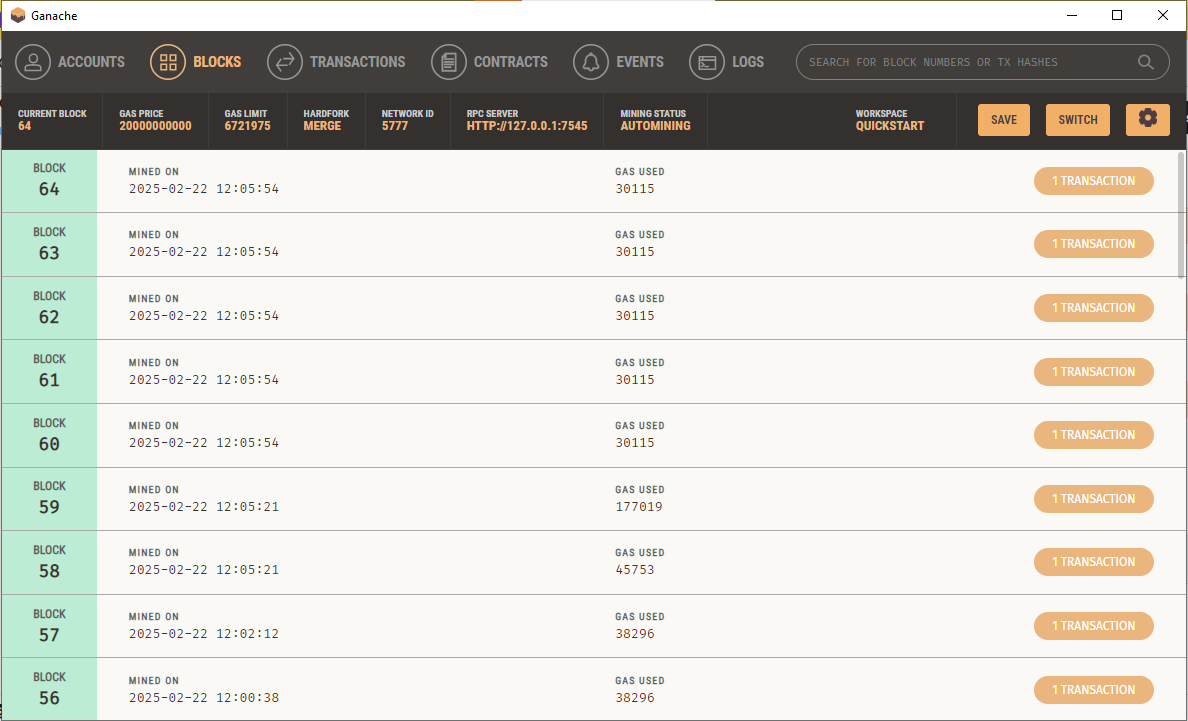 Ganache
ACCOUNTS BLOCKS TRANSACTIONS CONTRACTS EVENTS LOGS SEARCH FOR BLOCK NUMBERS OR TX HASHES
CURRENT BLOCK GAS PRICE GAS LIMIT HARDFORK NETWORK ID RPC SERVER MINING STATUS WORKSPACE
64 20000000000 6721975 MERGE 5777 HTTP://127.0.0.1:7545 AUTOMINING QUICKSTART SAVE SWITCH
BLOCK MINED ON GAS USED
64 2025-02-22 12:05:54 30115 1 TRANSACTION
BLOCK MINED ON GAS USED
63 2025-02-22 12:05:54 30115 1 TRANSACTION
BLOCK MINED ON GAS USED
62 2025-02-22 12:05:54 30115 1 TRANSACTION
BLOCK MINED ON GAS USED
61 2025-02-22 12:05:54 30115 1 TRANSACTION
BLOCK MINED ON GAS USED
60 2025-02-22 12:05:54 30115 1 TRANSACTION
BLOCK MINED ON GAS USED
59 2025-02-22 12:05:21 177019 1 TRANSACTION
BLOCK MINED ON GAS USED
58 2025-02-22 12:05:21 45753 1 TRANSACTION
BLOCK MINED ON GAS USED
57 2025-02-22 12:02:12 38296 1 TRANSACTION
BLOCK MINED ON GAS USED
56 2025-02-22 12:00:38 38296 1 TRANSACTION